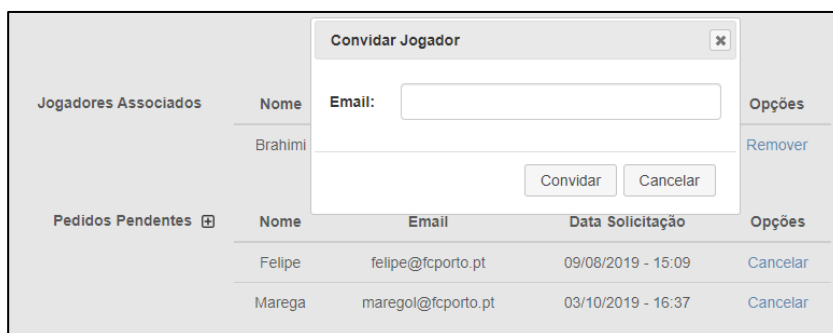 Convidar Jogador
Jogadores Associados Nome Email: Opções
Brahimi Remover
Convidar Cancelar
Pedidos Pendentes Nome Email Data Solicitação Opções
Felipe felipe@fcporto.pt 09/08/2019 - 15:09 Cancelar
Marega maregol@fcporto.pt 03/10/2019 - 16:37 Cancelar